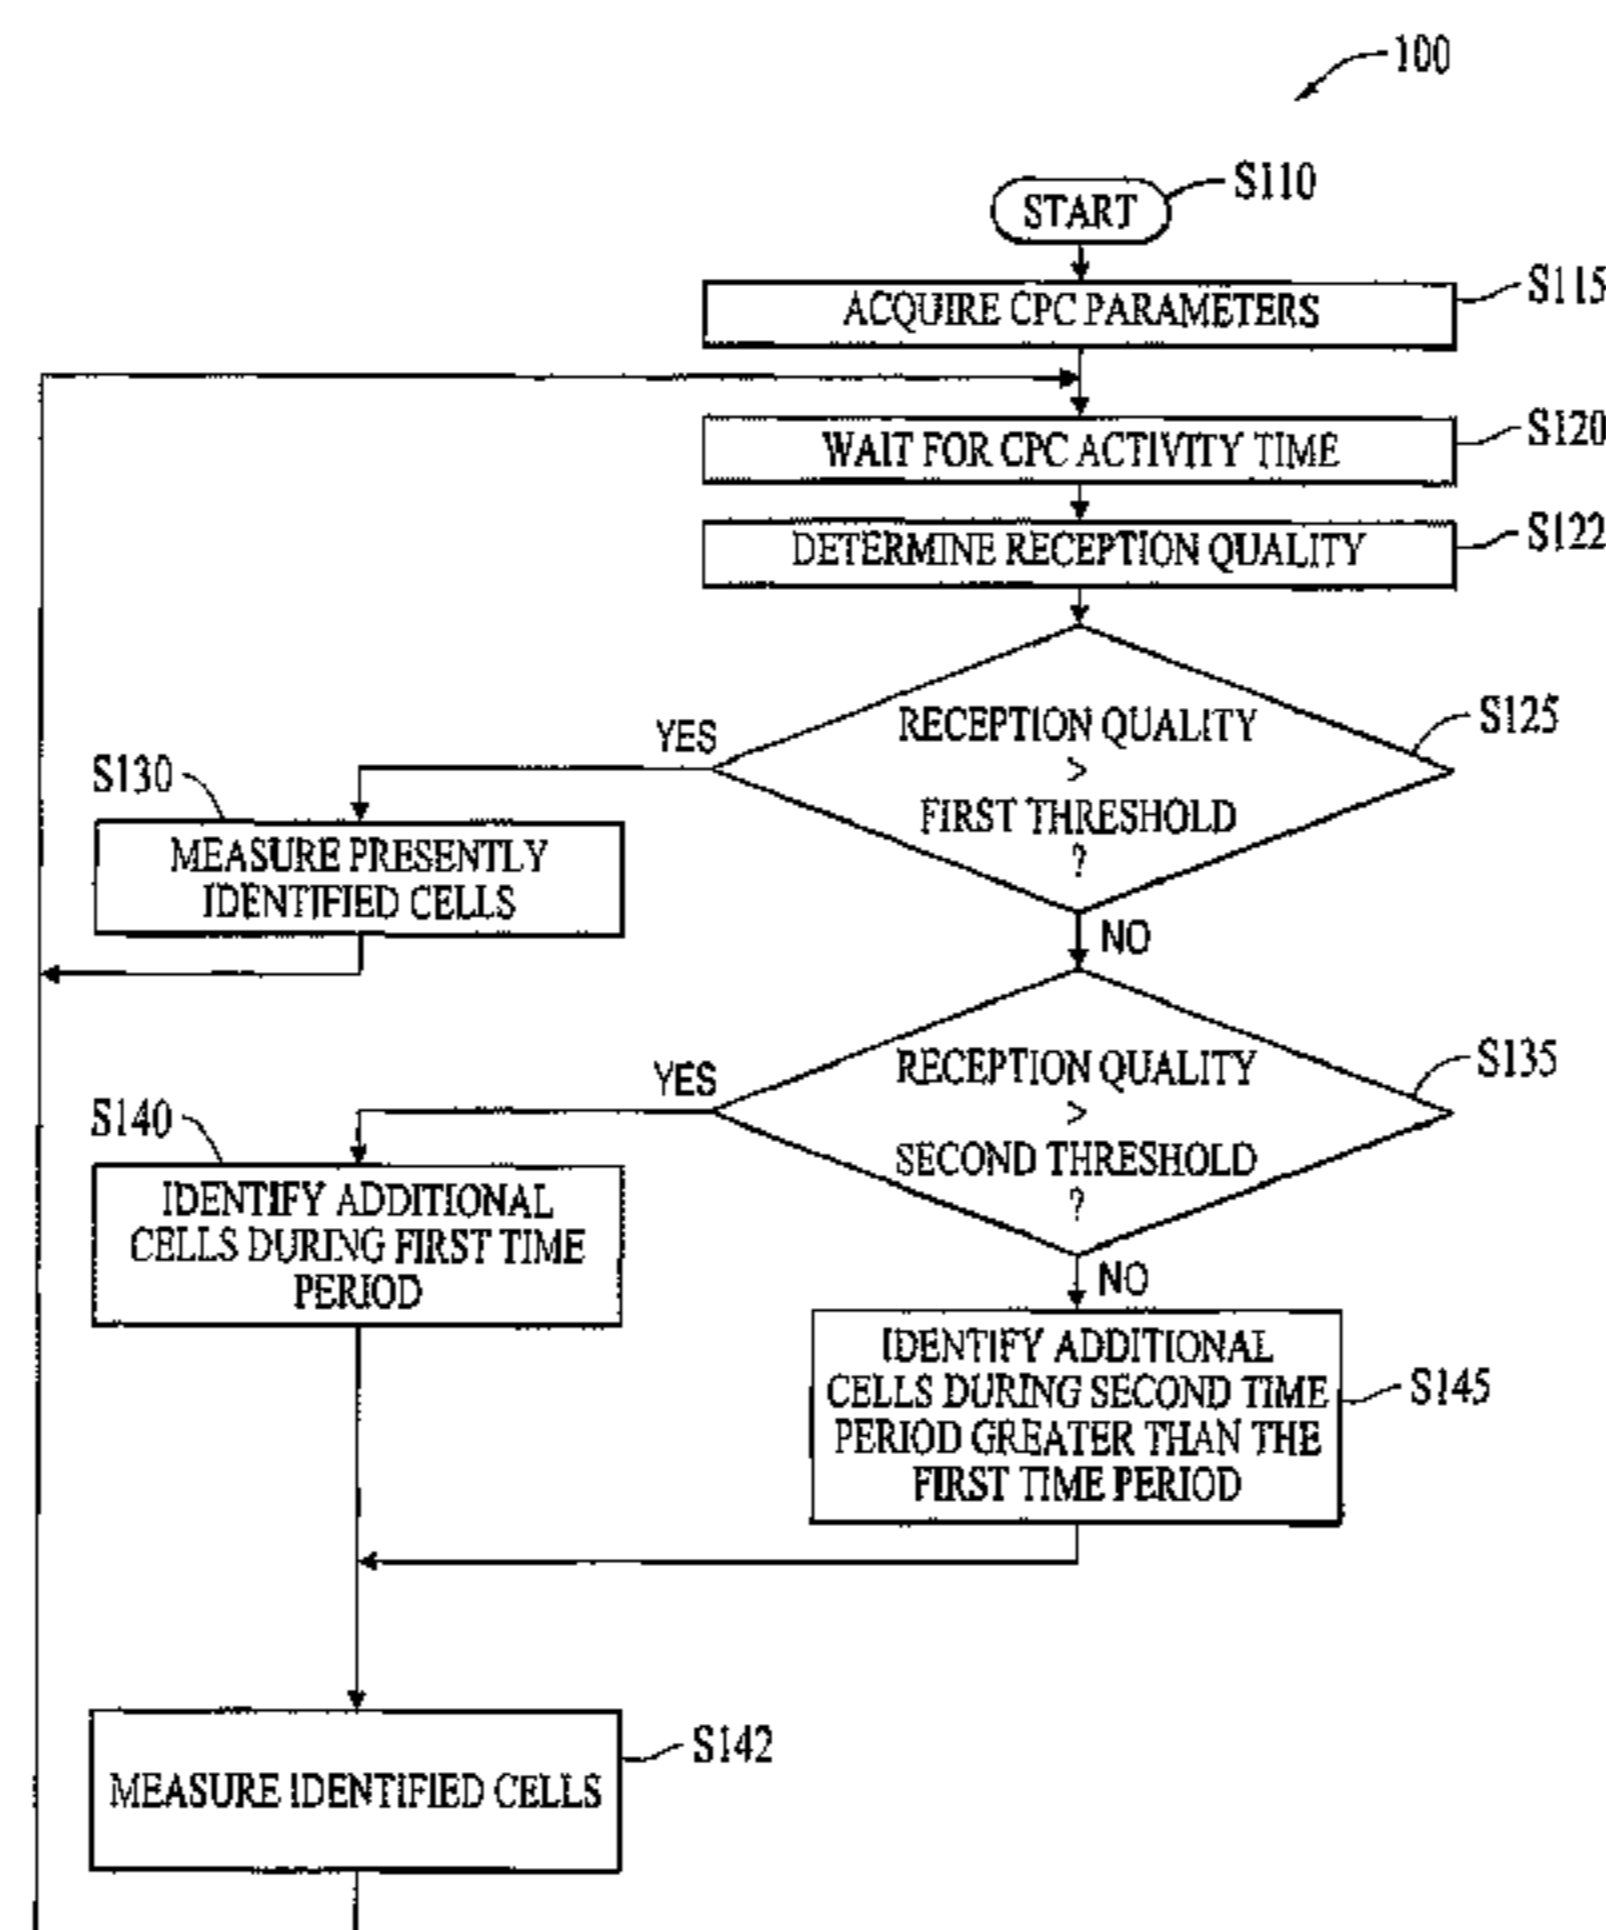 100
START
S110
ACQUIRE CPC PARAMETERS
S115
WAIT FOR CPC ACTIVITY TIME
S120
DETERMINE RECEPTION QUALITY
S122
RECEPTION QUALITY
>
FIRST THRESHOLD
?
S125
YES
NO
S130
MEASURE PRESENTLY
IDENTIFIED CELLS
RECEPTION QUALITY
>
SECOND THRESHOLD
?
S135
YES
NO
S140
IDENTIFY ADDITIONAL
CELLS DURING FIRST TIME
PERIOD
IDENTIFY ADDITIONAL
CELLS DURING SECOND TIME
PERIOD GREATER THAN THE
FIRST TIME PERIOD
S145
MEASURE IDENTIFIED CELLS
S142